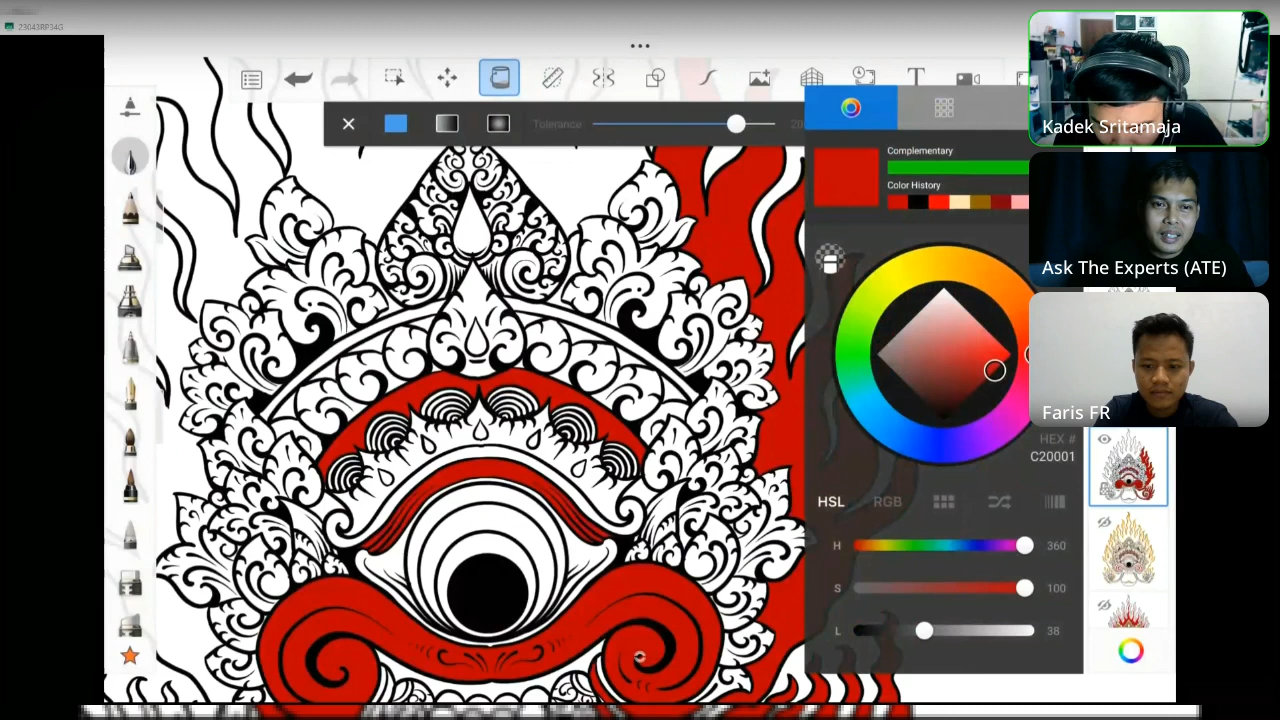 23043RP34G
T
Tolerance
20
Complementary
Color History
HEX #
C20001
HSL
RGB
H
360
S
100
L
38
Kadek Sritamaja
Ask The Experts (ATE)
Faris FR